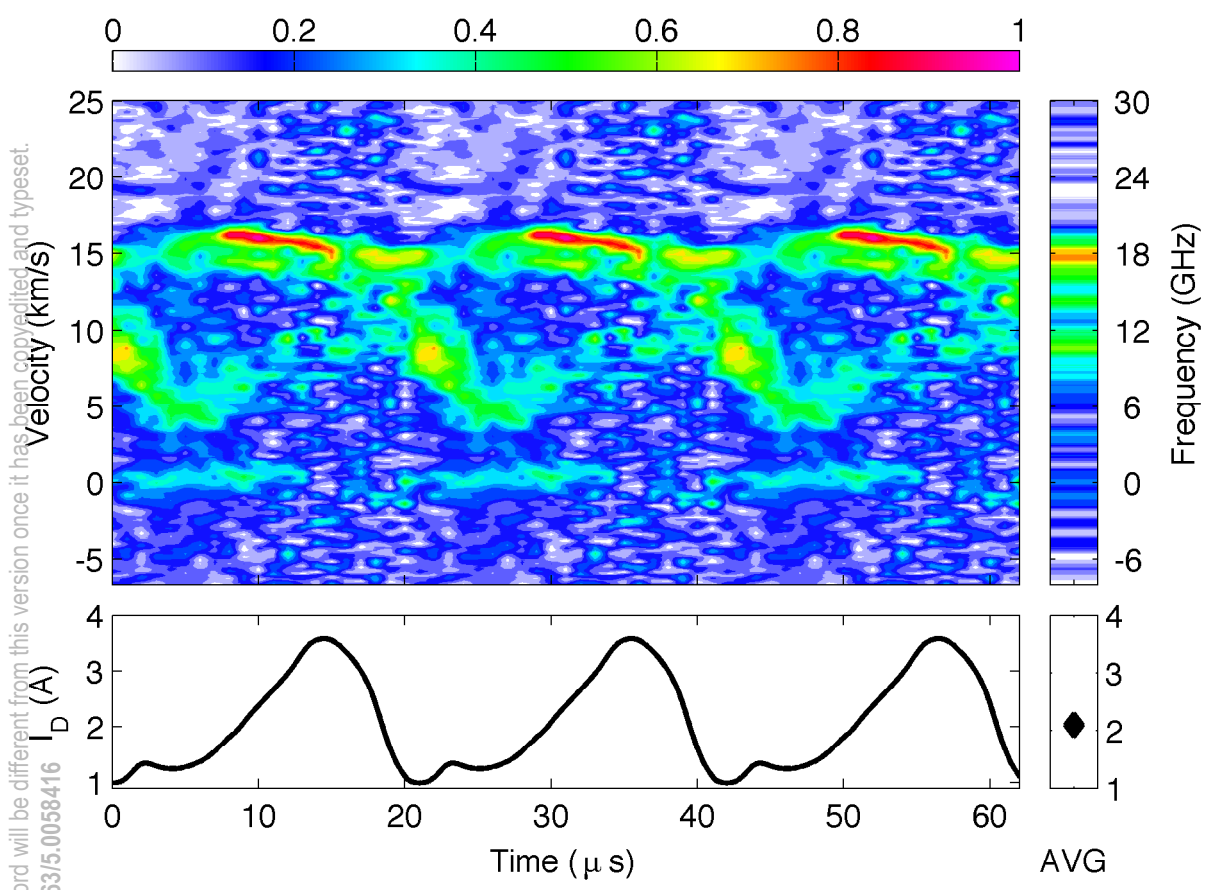 0 0.2 0.4 0.6 0.8 1
25
20
15
10
5
0
-5
Velocity (km/s)
30
24
18
12
6
0
-6
Frequency (GHz)
4
3
2
1
I_D (A)
4
3
2
1
0 10 20 30 40 50 60
Time (μ s)
AVG
ord will be different from this version once it has been copyedited and typeset.
63/5.0058416